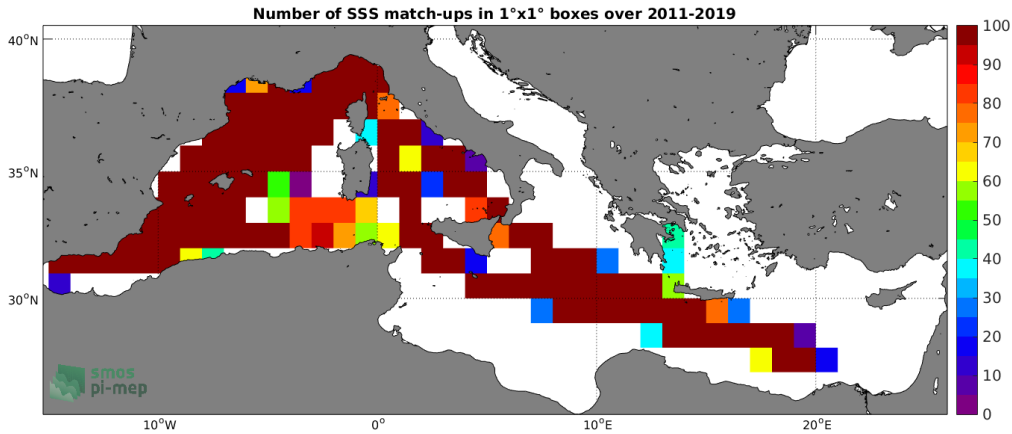 Number of SSS match-ups in 1°x1° boxes over 2011-2019
40°N
35°N
30°N
10°W
0°
10°E
20°E
100
90
80
70
60
50
40
30
20
10
0
smos
pi-mep